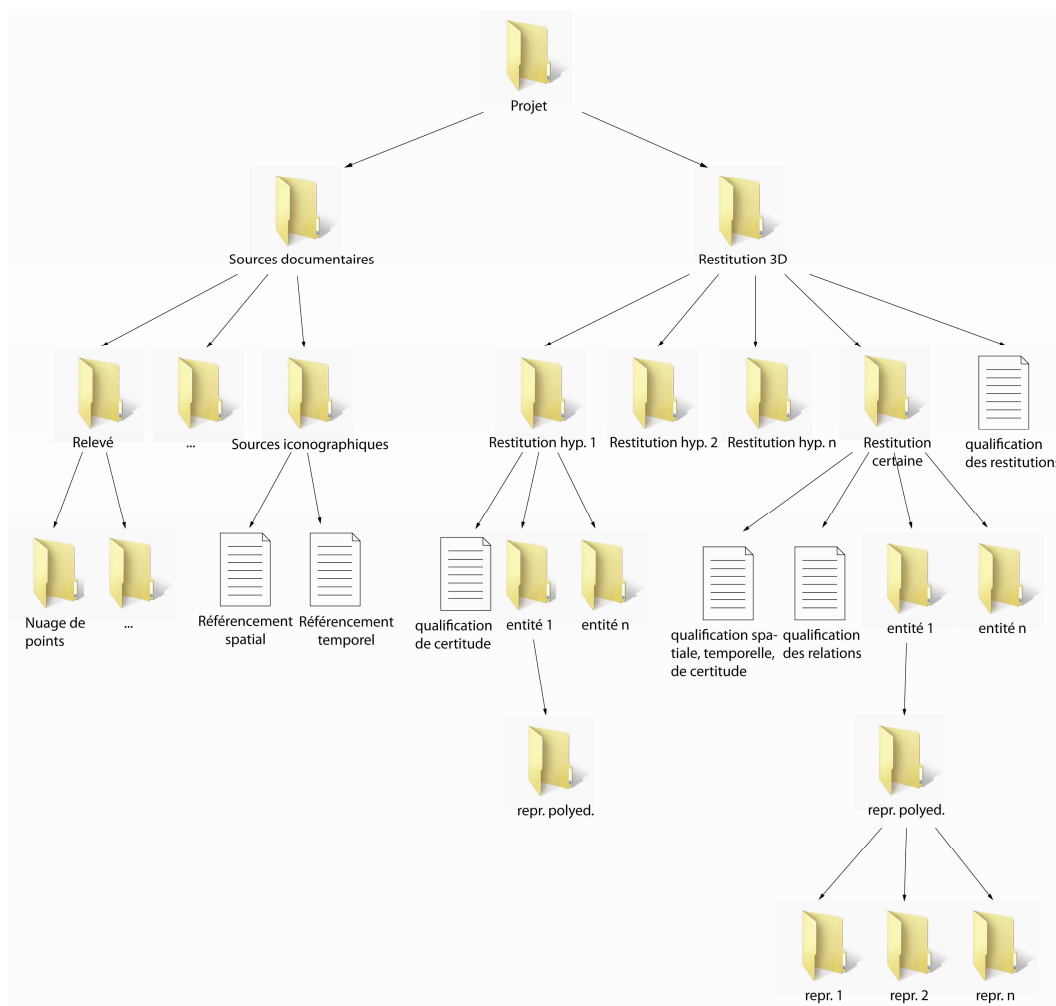 Projet
Sources documentaires
Restitution 3D
Relevé
...
Sources iconographiques
Restitution hyp. 1
Restitution hyp. 2
Restitution hyp. n
Restitution
certaine
qualification
des restitutions
Nuage de
points
...
Référencement
spatial
Référencement
temporel
qualification
de certitude
entité 1
entité n
qualification spa-
tiale, temporelle,
de certitude
qualification
des relations
entité 1
entité n
repr. polyed.
repr. polyed.
repr. 1
repr. 2
repr. n